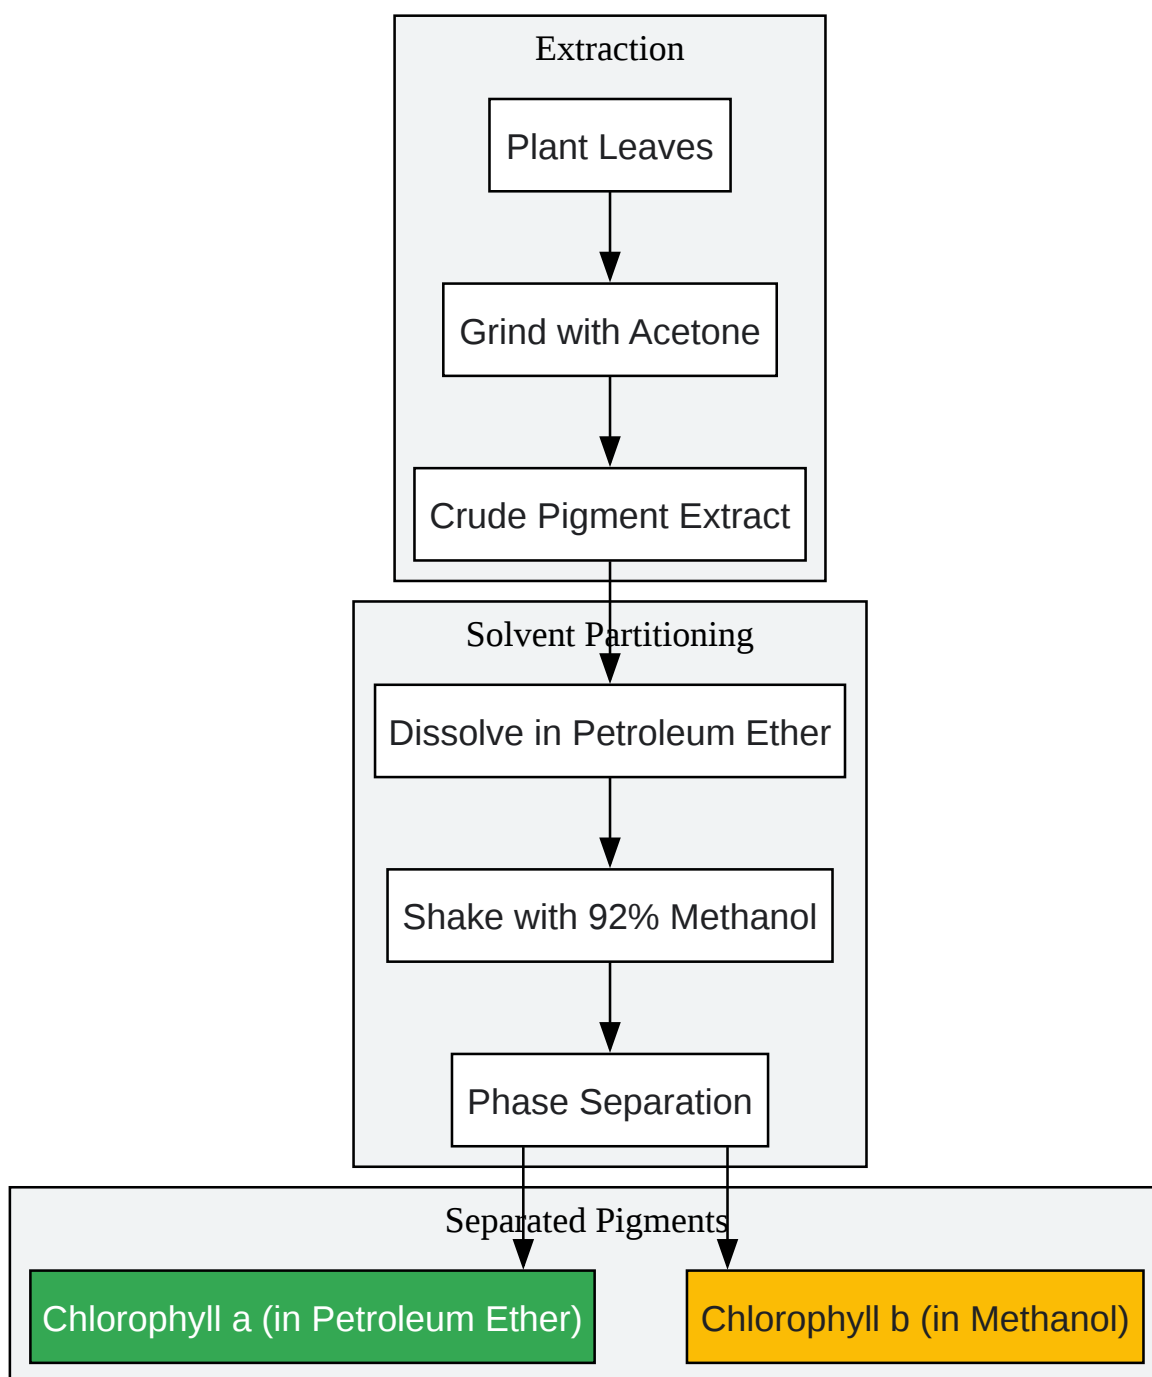 Extraction
Plant Leaves
Grind with Acetone
Crude Pigment Extract
Solvent Partitioning
Dissolve in Petroleum Ether
Shake with 92% Methanol
Phase Separation
Separated Pigments
Chlorophyll a (in Petroleum Ether)
Chlorophyll b (in Methanol)